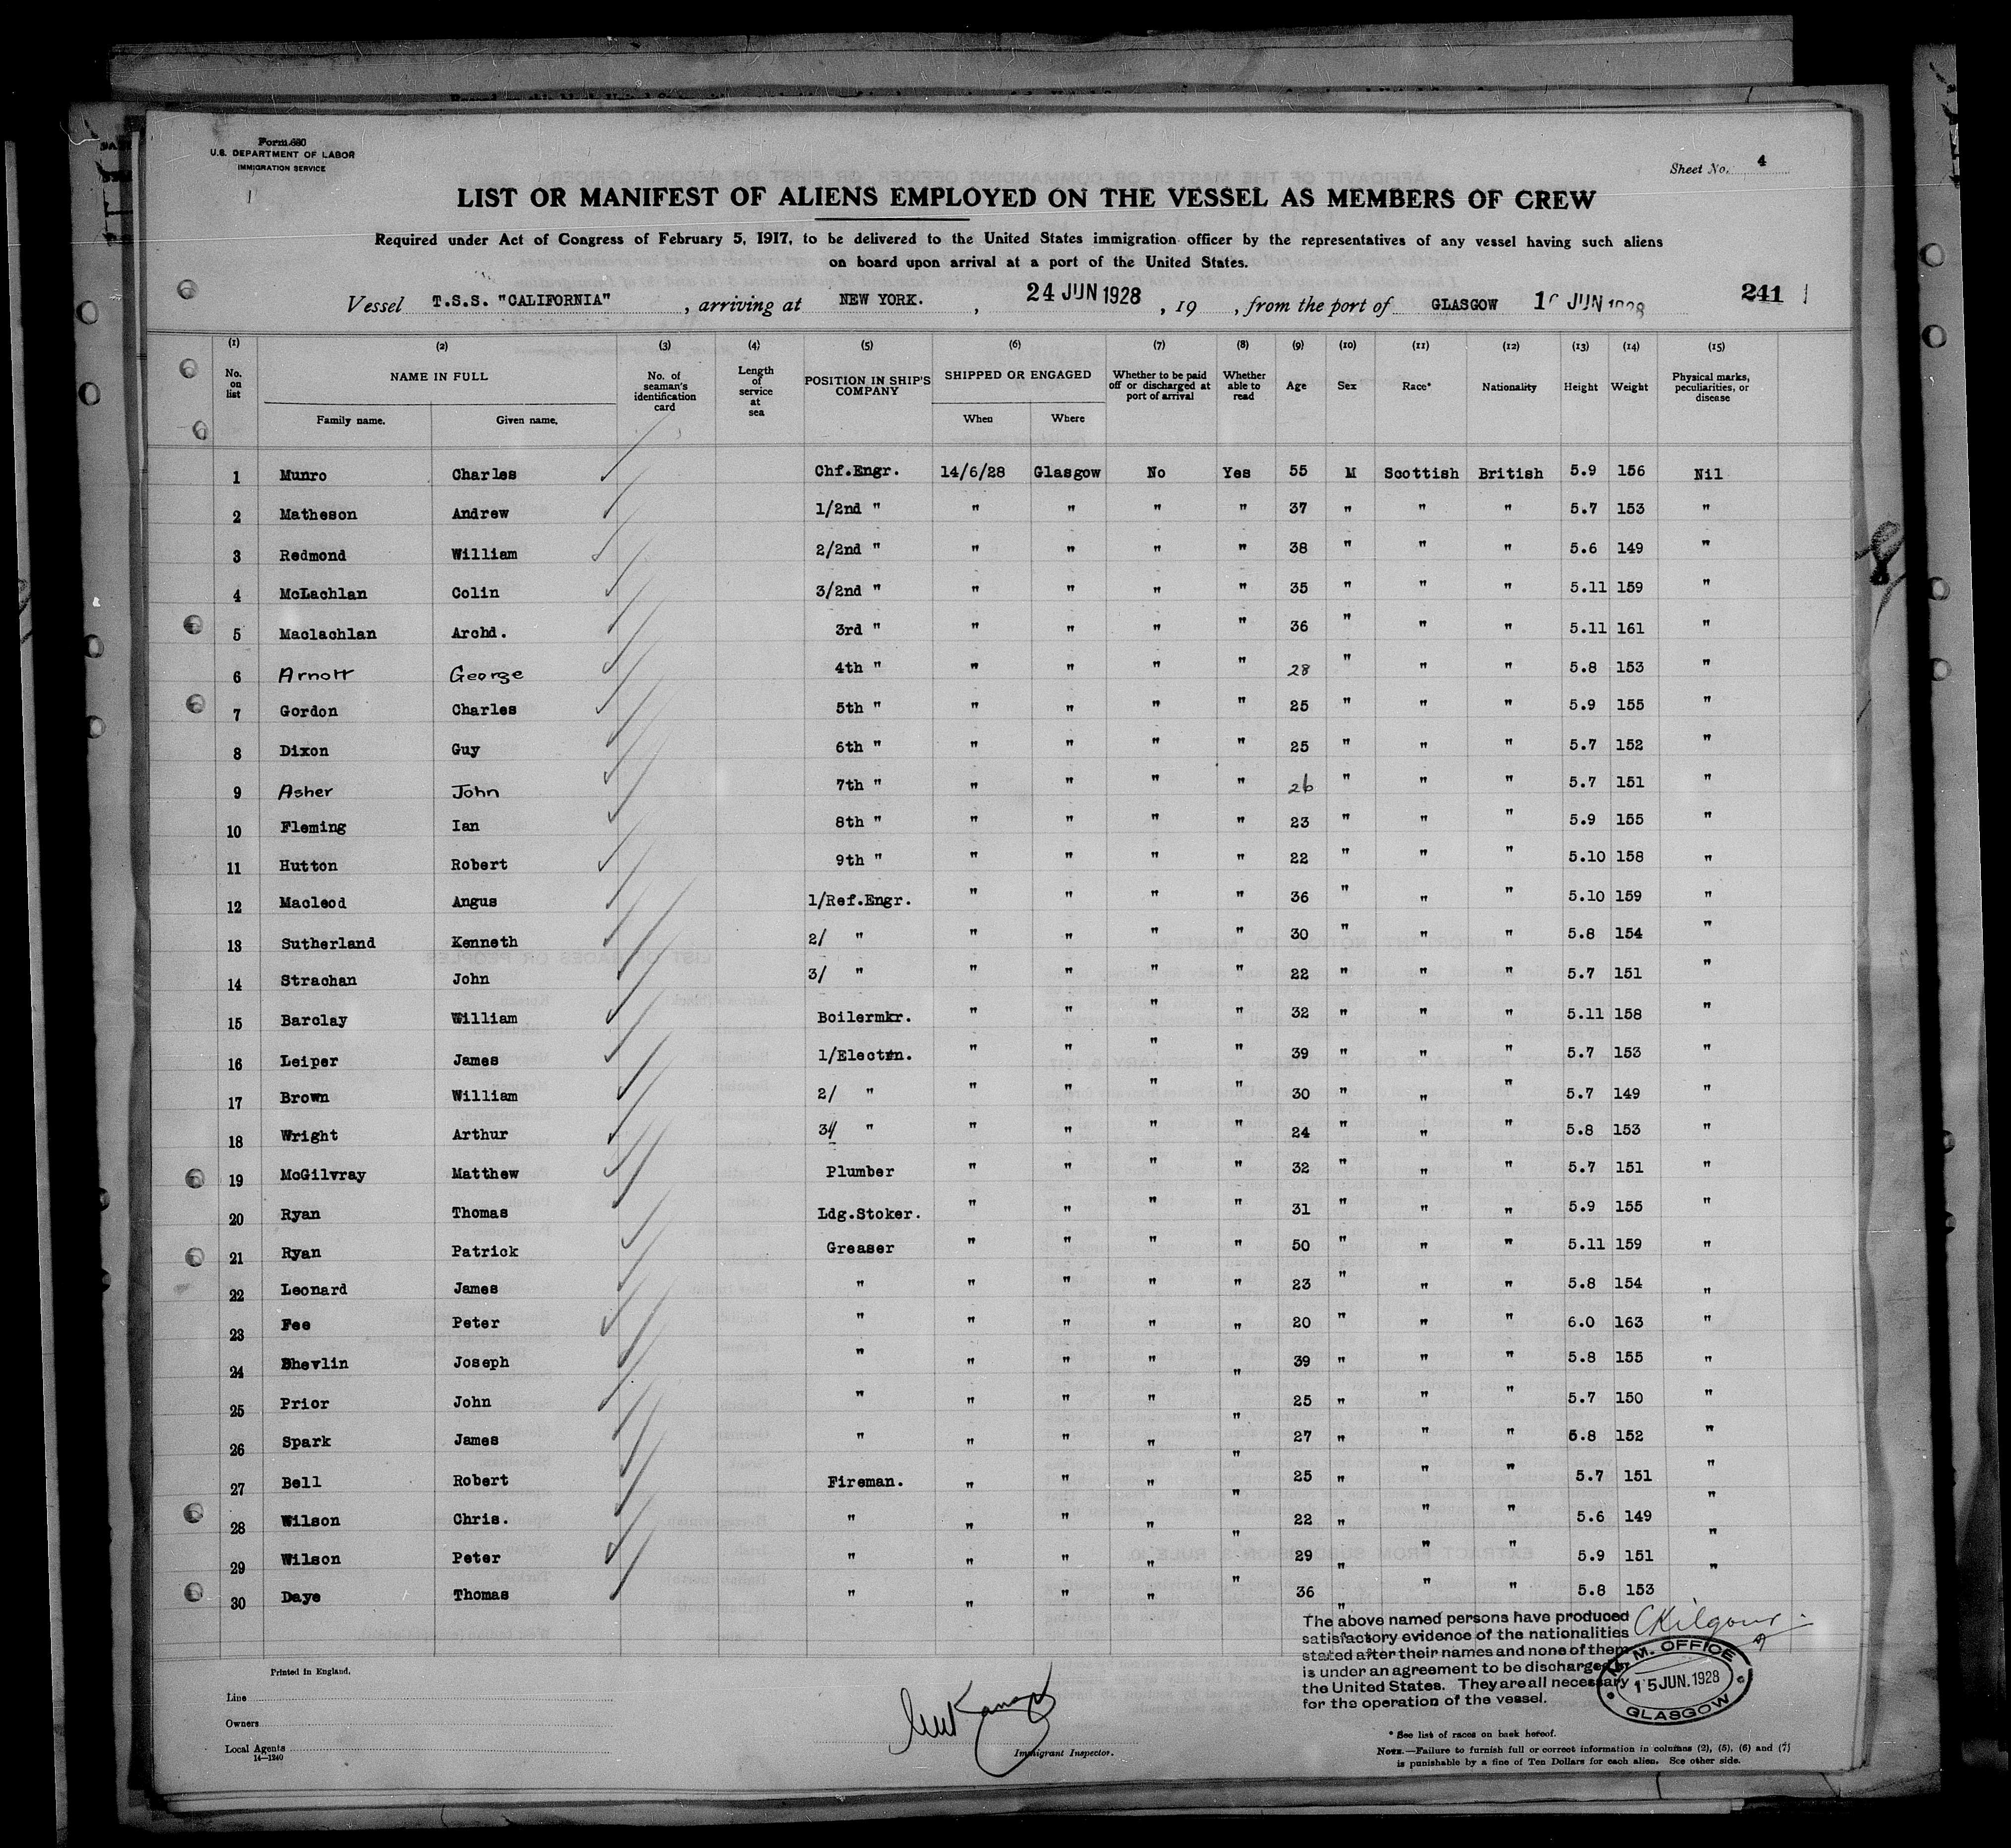 Form 680
U.S. DEPARTMENT OF LABOR
IMMIGRATION SERVICE
Sheet No. 4
LIST OR MANIFEST OF ALIENS EMPLOYED ON THE VESSEL AS MEMBERS OF CREW
Required under Act of Congress of February 5, 1917, to be delivered to the United States immigration officer by the representatives of any vessel having such aliens
on board upon arrival at a port of the United States.
Vessel T.S.S. "CALIFORNIA", arriving at NEW YORK., 24 JUN 1928, 19 , from the port of GLASGOW JUN 1928 241
(1) (2) (3) (4) (5) (6) (7) (8) (9) (10) (11) (12) (13) (14) (15)
No. on list NAME IN FULL Family name. Given name. No. of seaman's identification card Length of service at sea POSITION IN SHIP'S COMPANY SHIPPED OR ENGAGED When Where Whether to be paid off or discharged at port of arrival Whether able to read Age Sex Race* Nationality Height Weight Physical marks, peculiarities, or disease
1 Munro Charles Chf.Engr. 14/6/28 Glasgow No Yes 55 M Scottish British 5.9 156 Nil
2 Matheson Andrew 1/2nd " " " " " 37 " " " 5.7 153 "
3 Redmond William 2/2nd " " " " " 38 " " " 5.6 149 "
4 McLachlan Colin 3/2nd " " " " " 35 " " " 5.11 159 "
5 Maclachlan Archd. 3rd " " " " " 36 " " " 5.11 161 "
6 Arnott George 4th " " " " " 28 " " " 5.8 153 "
7 Gordon Charles 5th " " " " " 25 " " " 5.9 155 "
8 Dixon Guy 6th " " " " " 25 " " " 5.7 152 "
9 Asher John 7th " " " " " 26 " " " 5.7 151 "
10 Fleming Ian 8th " " " " " 23 " " " 5.9 155 "
11 Hutton Robert 9th " " " " " 22 " " " 5.10 158 "
12 Macleod Angus 1/Ref.Engr. " " " " 36 " " " 5.10 159 "
13 Sutherland Kenneth 2/ " " " " " 30 " " " 5.8 154 "
14 Strachan John 3/ " " " " " 22 " " " 5.7 151 "
15 Barclay William Boilermkr. " " " " 32 " " " 5.11 158 "
16 Leiper James 1/Electrn. " " " " 39 " " " 5.7 153 "
17 Brown William 2/ " " " " " 30 " " " 5.7 149 "
18 Wright Arthur 3/ " " " " " 24 " " " 5.8 153 "
19 McGilvray Matthew Plumber " " " " 32 " " " 5.7 151 "
20 Ryan Thomas Ldg.Stoker. " " " " 31 " " " 5.9 155 "
21 Ryan Patrick Greaser " " " " 50 " " " 5.11 159 "
22 Leonard James " " " " " 23 " " " 5.8 154 "
23 Fee Peter " " " " " 20 " " " 6.0 163 "
24 Shevlin Joseph " " " " " 39 " " " 5.8 155 "
25 Prior John " " " " " 25 " " " 5.7 150 "
26 Spark James " " " " " 27 " " " 5.8 152 "
27 Bell Robert Fireman. " " " " 25 " " " 5.7 151 "
28 Wilson Chris. " " " " " 22 " " " 5.6 149 "
29 Wilson Peter " " " " " 29 " " " 5.9 151 "
30 Daye Thomas " " " " " 36 " " " 5.8 153 "
The above named persons have produced
satisfactory evidence of the nationalities
stated after their names and none of them
is under an agreement to be discharged in
the United States. They are all necessary
for the operation of the vessel.
CKilgour
M.M. OFFICE
15 JUN. 1928
GLASGOW
Printed in England.
Line
Owners
Local Agents
14—1240
Immigrant Inspector.
* See list of races on back hereof.
NOTE.—Failure to furnish full or correct information in columns (2), (5), (6) and (7)
is punishable by a fine of Ten Dollars for each alien. See other side.